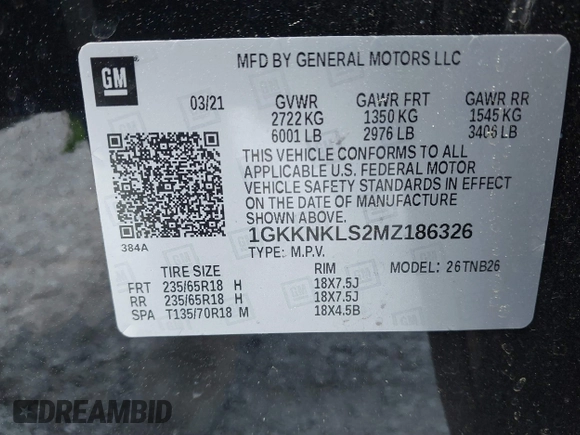 GM
MFD BY GENERAL MOTORS LLC
03/21 GVWR GAWR FRT GAWR RR
2722 KG 1350 KG 1545 KG
6001 LB 2976 LB 3406 LB
THIS VEHICLE CONFORMS TO ALL
APPLICABLE U.S. FEDERAL MOTOR
VEHICLE SAFETY STANDARDS IN EFFECT
ON THE DATE OF MANUFACTURE
SHOWN ABOVE.
384A
1GKKNKLS2MZ186326
TYPE: M.P.V. MODEL: 26TNB26
TIRE SIZE RIM
FRT 235/65R18 H 18X7.5J
RR 235/65R18 H 18X7.5J
SPA T135/70R18 M 18X4.5B
DREAMBID